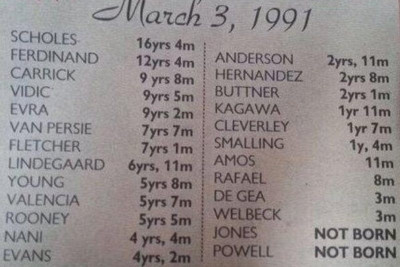 March 3, 1991
SCHOLES 16yrs 4m
FERDINAND 12yrs 4m
CARRICK 9 yrs 8m
VIDIC 9yrs 5m
EVRA 9yrs 2m
VAN PERSIE 7yrs 7m
FLETCHER 7yrs 1m
LINDEGAARD 6yrs, 11m
YOUNG 5yrs 8m
VALENCIA 5yrs 7m
ROONEY 5yrs 5m
NANI 4 yrs, 4m
EVANS 4yrs, 2m
ANDERSON 2yrs, 11m
HERNANDEZ 2yrs 8m
BUTTNER 2yrs 1m
KAGAWA 1yr 11m
CLEVERLEY 1yr 7m
SMALLING 1y, 4m
AMOS 11m
RAFAEL 8m
DE GEA 3m
WELBECK 3m
JONES NOT BORN
POWELL NOT BORN